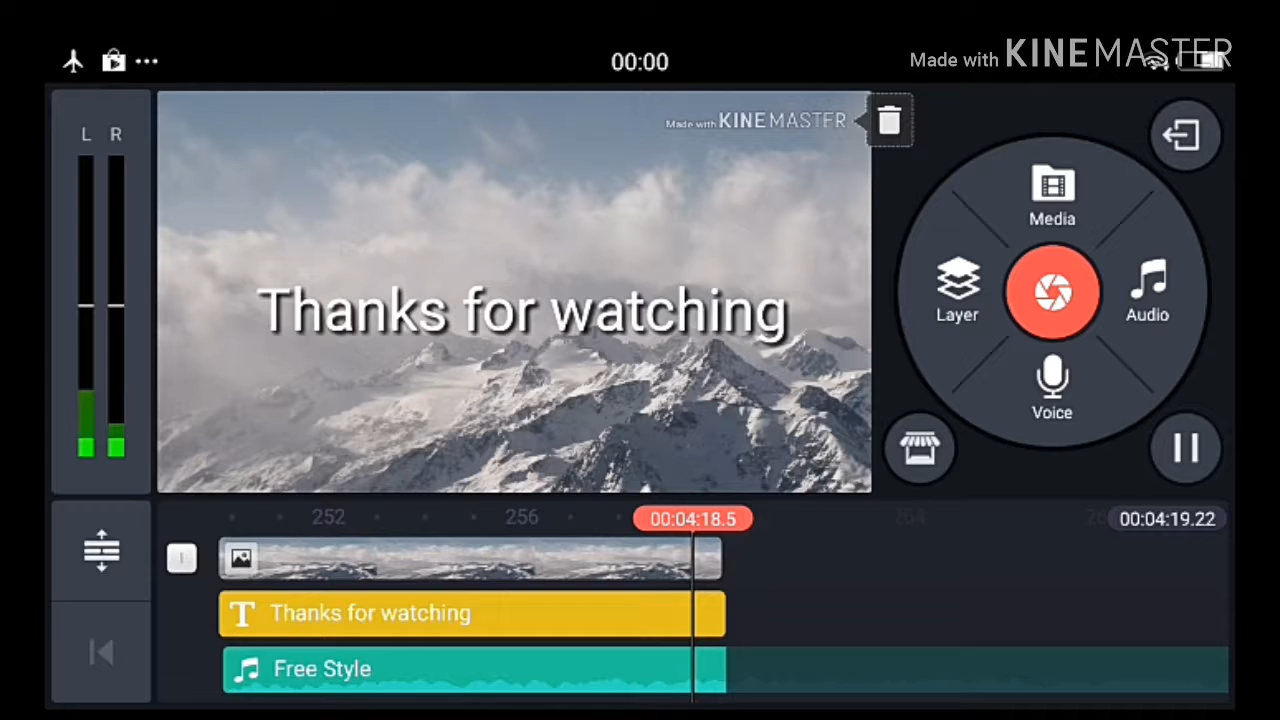 00:00
Made with KINEMASTER
L R
Made with KINEMASTER
Thanks for watching
Media
Layer
Audio
Voice
252
256
00:04:18.5
264
00:04:19.22
Thanks for watching
Free Style